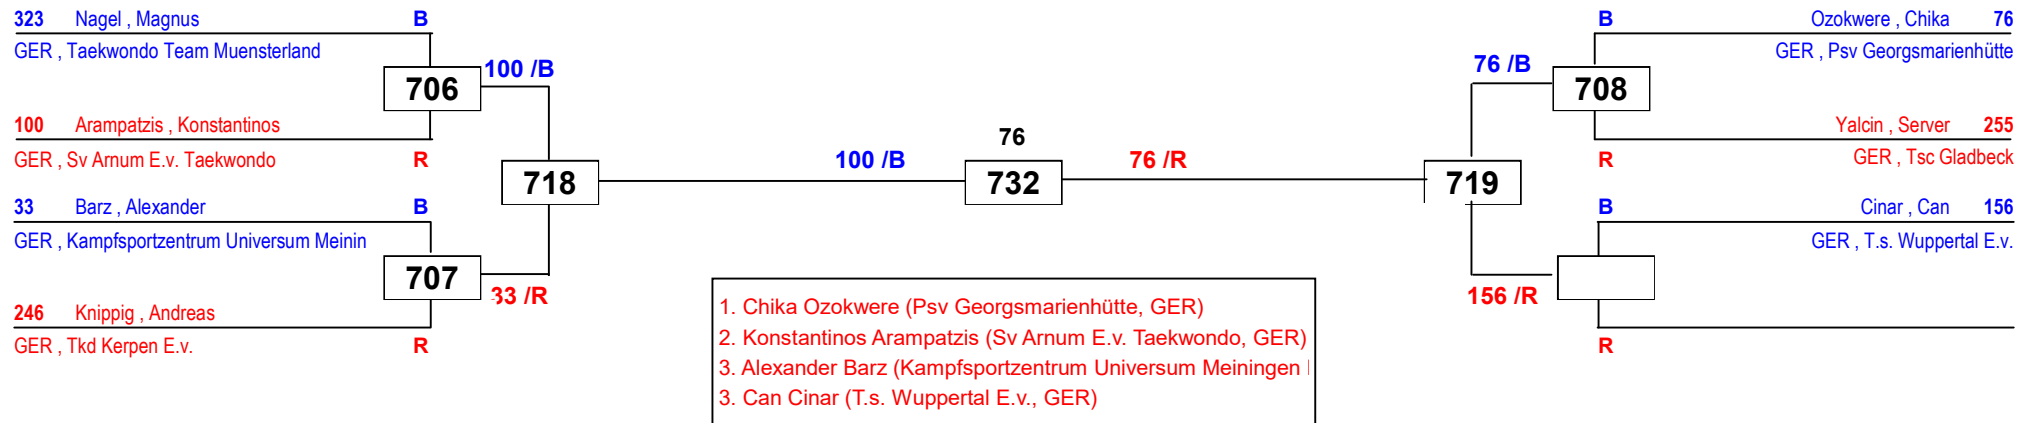 323 Nagel , Magnus B
GER , Taekwondo Team Muensterland
706
100 /B
100 Arampatzis , Konstantinos
GER , Sv Arnum E.v. Taekwondo R
718
33 Barz , Alexander B
GER , Kampfsportzentrum Universum Meinin
707
33 /R
246 Knippig , Andreas
GER , Tkd Kerpen E.v. R
100 /B
76
732
76 /R
1. Chika Ozokwere (Psv Georgsmarienhütte, GER)
2. Konstantinos Arampatzis (Sv Arnum E.v. Taekwondo, GER)
3. Alexander Barz (Kampfsportzentrum Universum Meiningen
3. Can Cinar (T.s. Wuppertal E.v., GER)
B Ozokwere , Chika 76
GER , Psv Georgsmarienhütte
76 /B
708
Yalcin , Server 255
R GER , Tsc Gladbeck
719
B Cinar , Can 156
GER , T.s. Wuppertal E.v.
156 /R
R